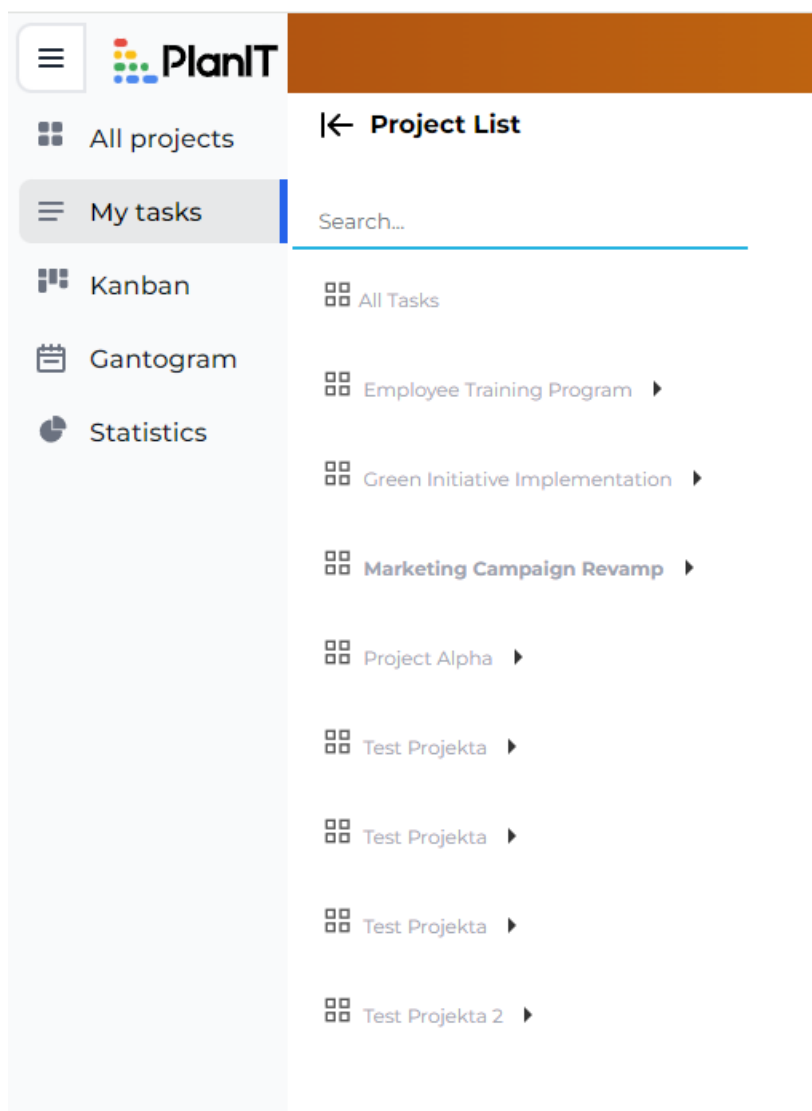 PlanIT
All projects
My tasks
Kanban
Gantogram
Statistics
Project List
Search...
All Tasks
Employee Training Program
Green Initiative Implementation
Marketing Campaign Revamp
Project Alpha
Test Projekta
Test Projekta
Test Projekta
Test Projekta 2